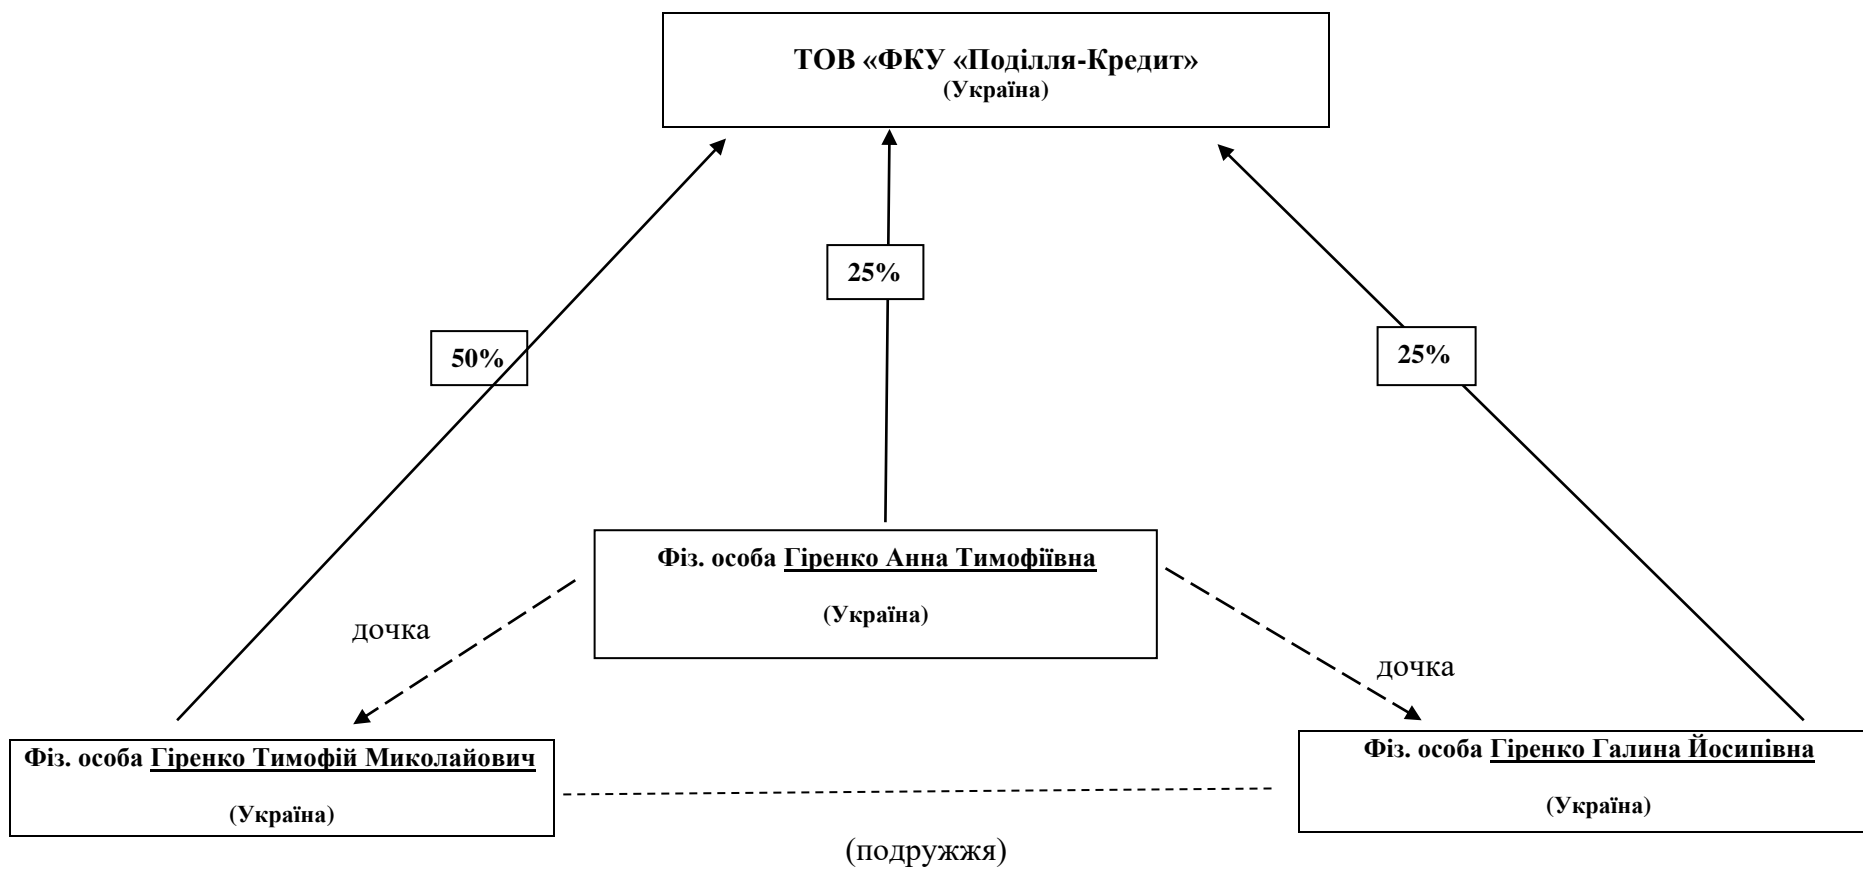 ТОВ «ФКУ «Поділля-Кредит»
(Україна)
25%
50%
25%
Фіз. особа Гіренко Анна Тимофіївна
(Україна)
дочка
дочка
Фіз. особа Гіренко Тимофій Миколайович
(Україна)
Фіз. особа Гіренко Галина Йосипівна
(Україна)
(подружжя)